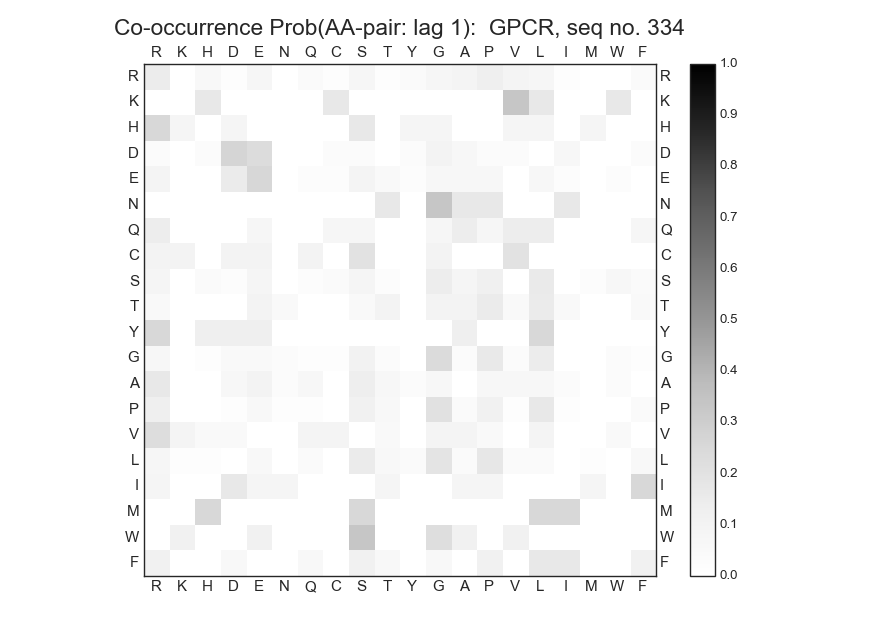 Co-occurrence Prob(AA-pair: lag 1):  GPCR, seq no. 334
R K H D E N Q C S T Y G A P V L I M W F
R R 1.0
K K 0.9
H H
D D 0.8
E E
N N 0.7
Q Q
C C 0.6
S S
T T 0.5
Y Y
G G 0.4
A A
P P 0.3
V V
L L 0.2
I I
M M 0.1
W W
F F 0.0
R K H D E N Q C S T Y G A P V L I M W F